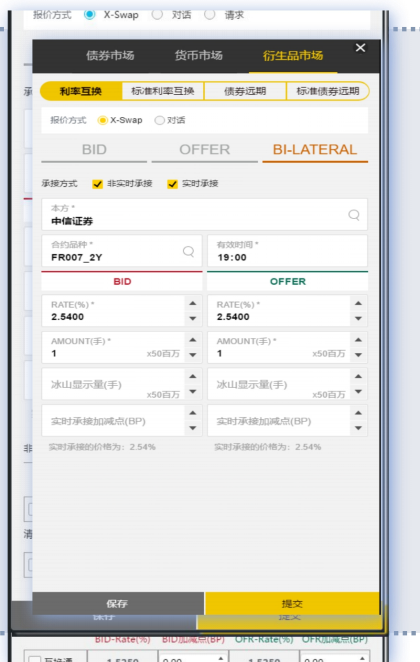 报价方式 X-Swap 对话 请求
债券市场 货币市场 衍生品市场
利率互换 标准利率互换 债券远期 标准债券远期
报价方式 X-Swap 对话
BID OFFER BI-LATERAL
承接方式 非实时承接 实时承接
本方*
中信证券
合约品种* 有效时间*
FR007_2Y 19:00
BID OFFER
RATE(%)* RATE(%)*
2.5400 2.5400
AMOUNT(手)* AMOUNT(手)*
1 x50百万 1 x50百万
冰山显示量(手) x50百万 冰山显示量(手) x50百万
实时承接加减点(BP) 实时承接加减点(BP)
实时承接的价格为: 2.54% 实时承接的价格为: 2.54%
承
非
清
保存 提交
保存 提交
BID-Rate(%) BID加减点(BP) OFR-Rate(%) OFR加减点(BP)
1.5250 0.00 1.5250 0.00